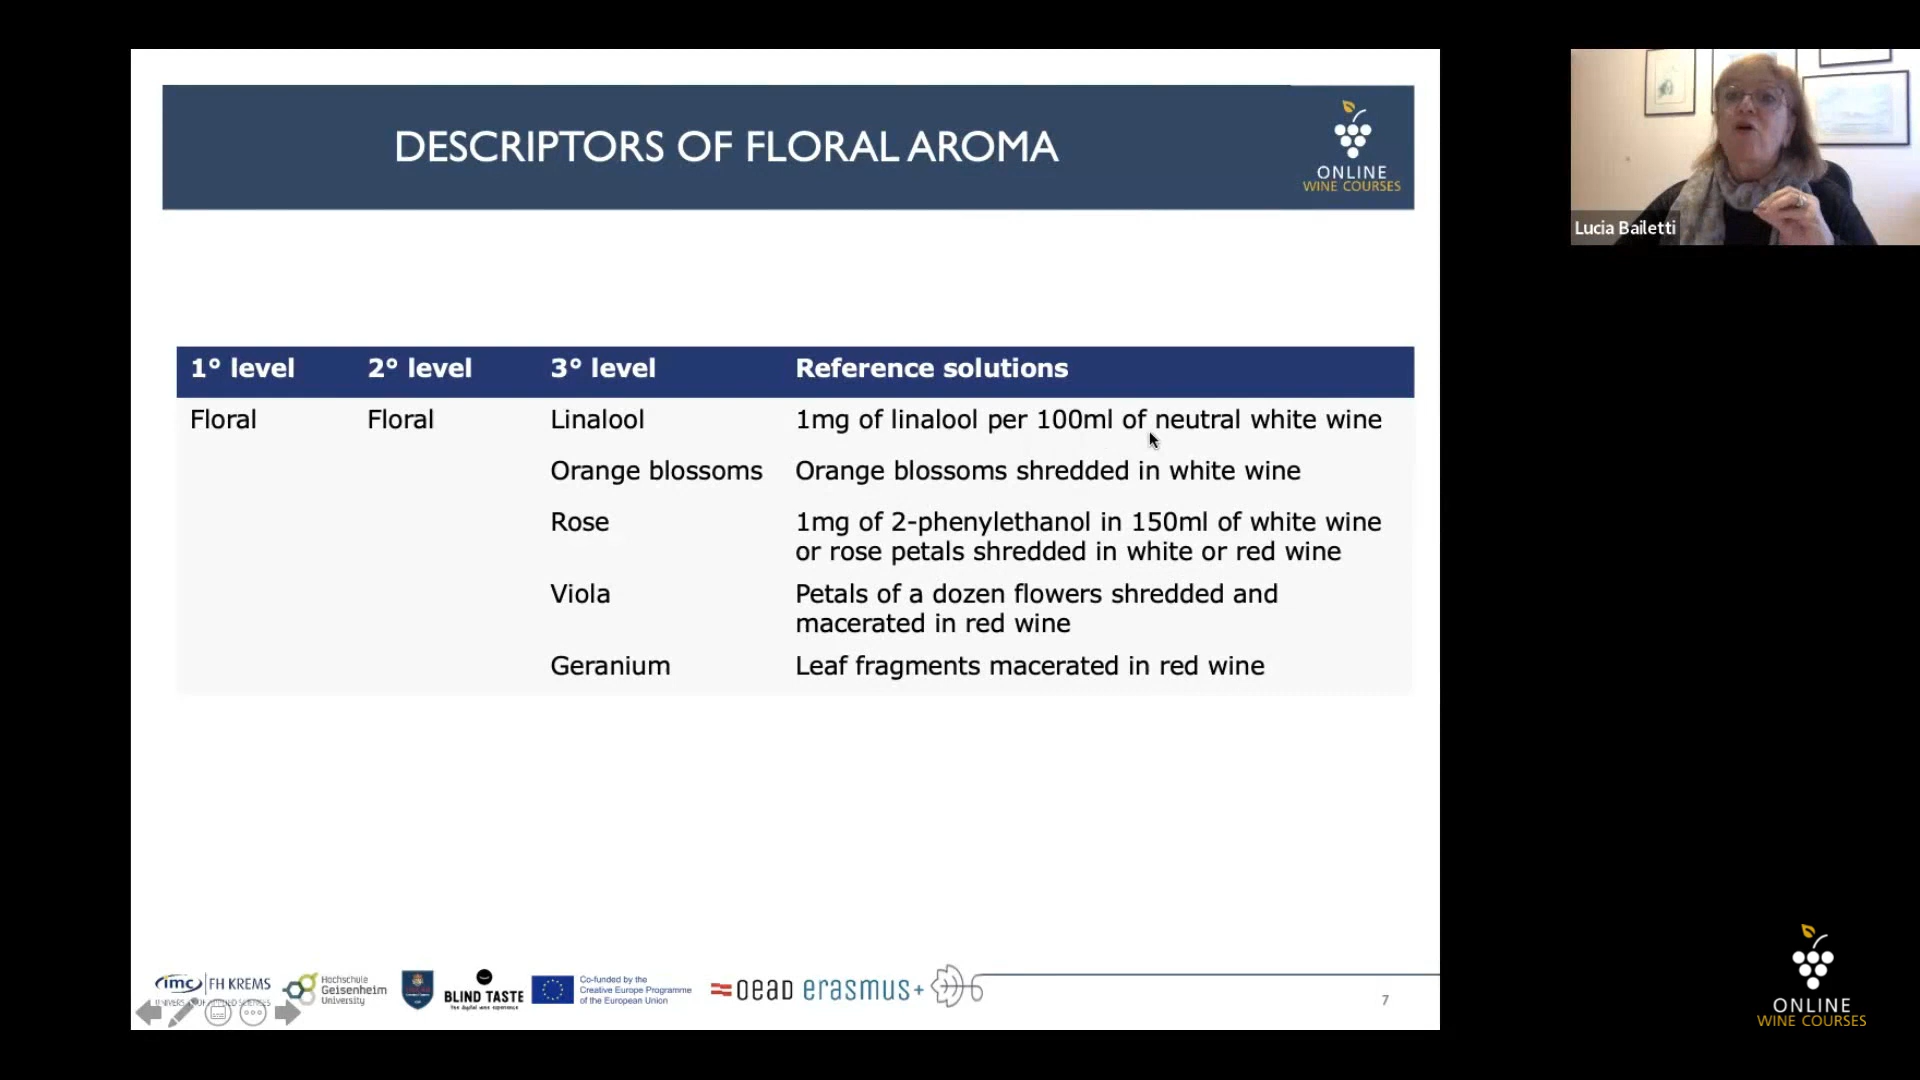 DESCRIPTORS OF FLORAL AROMA
ONLINE
WINE COURSES
Lucia Bailetti
1° level 2° level 3° level Reference solutions
Floral Floral Linalool 1mg of linalool per 100ml of neutral white wine
Orange blossoms Orange blossoms shredded in white wine
Rose 1mg of 2-phenylethanol in 150ml of white wine
or rose petals shredded in white or red wine
Viola Petals of a dozen flowers shredded and
macerated in red wine
Geranium Leaf fragments macerated in red wine
imc FH KREMS
Hochschule
Geisenheim
University
BLIND TASTE
The digital wine experience
Co-funded by the
Creative Europe Programme
of the European Union
oead erasmus+
7
ONLINE
WINE COURSES